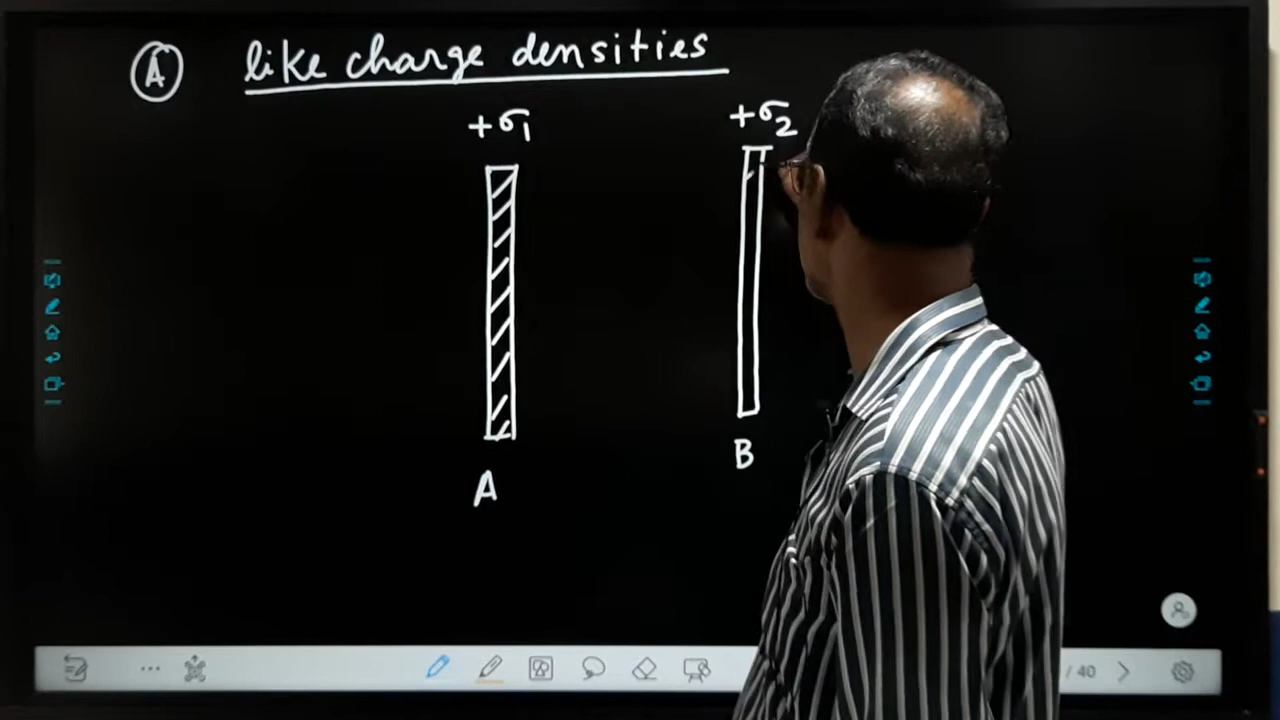 A like charge densities
+σ1 +σ2
A
B
/ 40